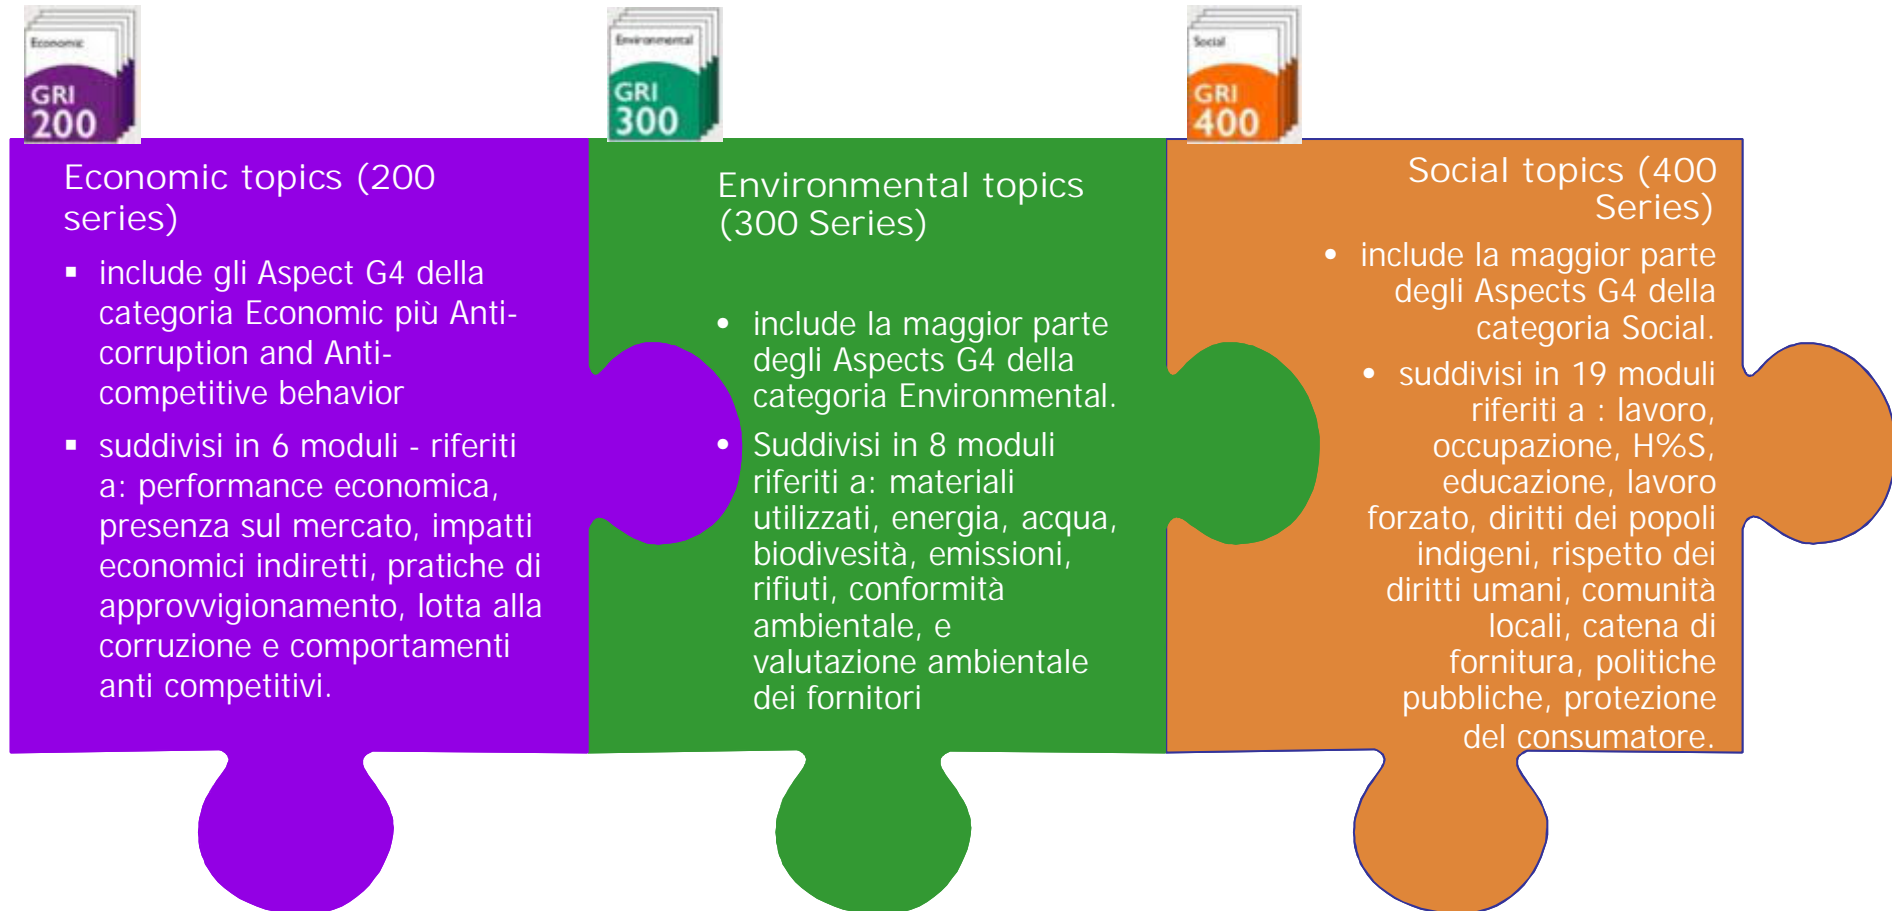 Economic
GRI
200
Economic topics (200
series)
▪ include gli Aspect G4 della
categoria Economic più Anti-
corruption and Anti-
competitive behavior
▪ suddivisi in 6 moduli - riferiti
a: performance economica,
presenza sul mercato, impatti
economici indiretti, pratiche di
approvvigionamento, lotta alla
corruzione e comportamenti
anti competitivi.
Environmental
GRI
300
Environmental topics
(300 Series)
• include la maggior parte
degli Aspects G4 della
categoria Environmental.
• Suddivisi in 8 moduli
riferiti a: materiali
utilizzati, energia, acqua,
biodivesità, emissioni,
rifiuti, conformità
ambientale, e
valutazione ambientale
dei fornitori
Social
GRI
400
Social topics (400
Series)
• include la maggior parte
degli Aspects G4 della
categoria Social.
• suddivisi in 19 moduli
riferiti a : lavoro,
occupazione, H%S,
educazione, lavoro
forzato, diritti dei popoli
indigeni, rispetto dei
diritti umani, comunità
locali, catena di
fornitura, politiche
pubbliche, protezione
del consumatore.